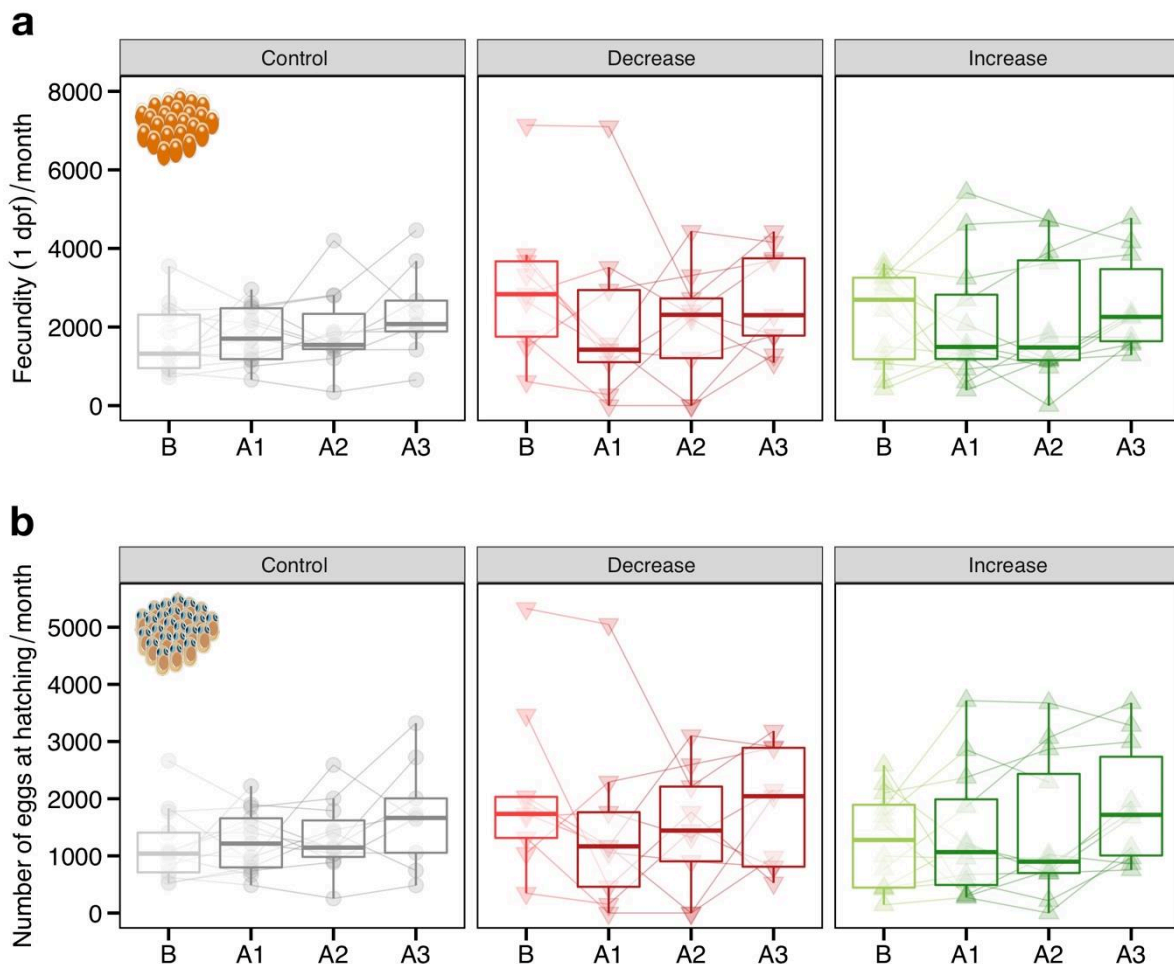 a
Control Decrease Increase
Fecundity (1 dpf)/month
8000
6000
4000
2000
0
B A1 A2 A3 B A1 A2 A3 B A1 A2 A3
b
Control Decrease Increase
Number of eggs at hatching/month
5000
4000
3000
2000
1000
0
B A1 A2 A3 B A1 A2 A3 B A1 A2 A3